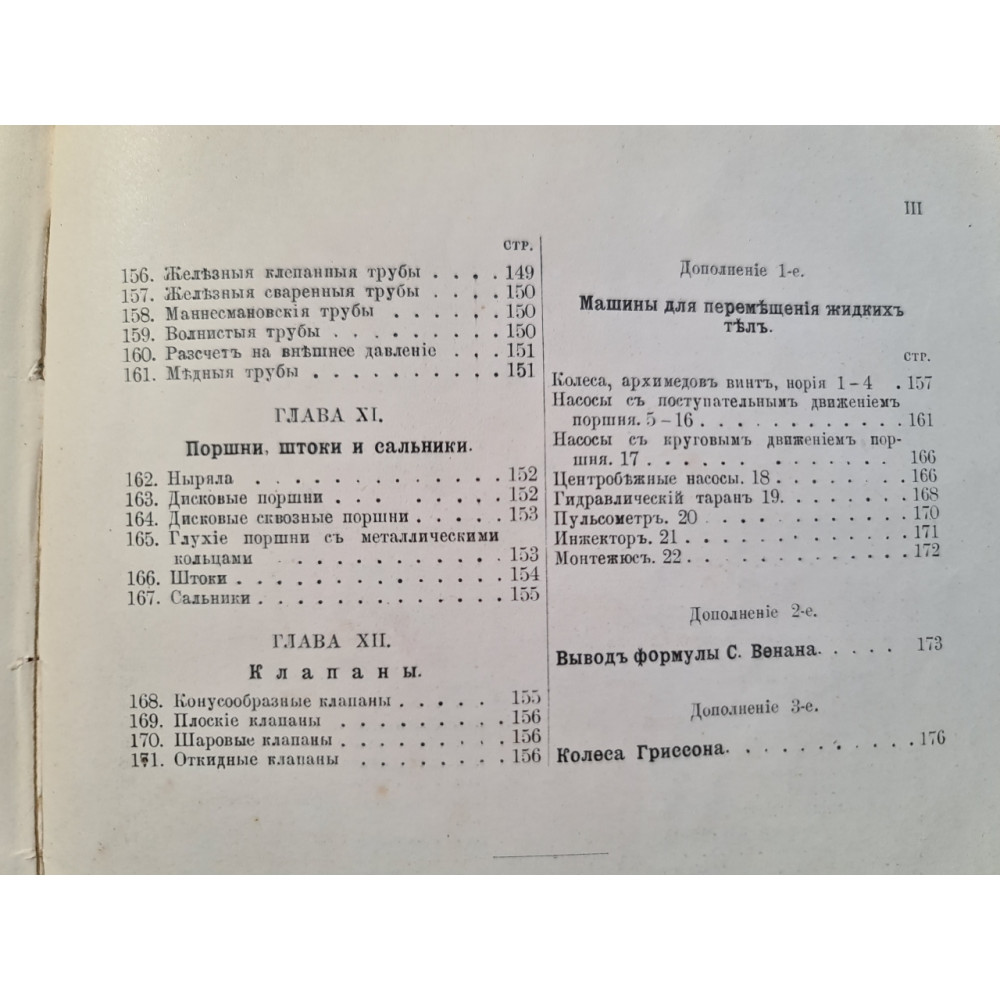 III
СТР.
156. Желѣзныя клепанныя трубы . . . . 149
157. Желѣзныя сваренныя трубы . . . . 150
158. Маннесмановскія трубы . . . . . . 150
159. Волнистыя трубы . . . . . . . . 150
160. Разсчетъ на внѣшнее давленіе . . . 151
161. Мѣдныя трубы . . . . . . . . . . 151
ГЛАВА XI.
Поршни, штоки и сальники.
162. Ныряла . . . . . . . . . . . . . 152
163. Дисковые поршни . . . . . . . . 152
164. Дисковые сквозные поршни . . . . . 153
165. Глухіе поршни съ металлическими
кольцами . . . . . . . . . . . 153
166. Штоки . . . . . . . . . . . . . 154
167. Сальники . . . . . . . . . . . . 155
ГЛАВА XII.
Клапаны.
168. Конусообразные клапаны . . . . . 155
169. Плоскіе клапаны . . . . . . . . . 156
170. Шаровые клапаны . . . . . . . . . 156
171. Откидные клапаны . . . . . . . . 156
Дополненіе 1-е.
Машины для перемѣщенія жидкихъ
тѣлъ.
СТР.
Колеса, архимедовъ винтъ, норія 1–4 . 157
Насосы съ поступательнымъ движеніемъ
поршня. 5–16 . . . . . . . . . . 161
Насосы съ круговымъ движеніемъ пор-
шня. 17 . . . . . . . . . . . . 166
Центробѣжные насосы. 18 . . . . . . 166
Гидравлическій таранъ 19. . . . . . . 168
Пульсометръ. 20 . . . . . . . . . . 170
Инжекторъ. 21 . . . . . . . . . . . 171
Монтежюсъ. 22 . . . . . . . . . . . 172
Дополненіе 2-е.
Выводъ формулы С. Венана. . . . . 173
Дополненіе 3-е.
Колеса Гриссона. . . . . . . . . . 176